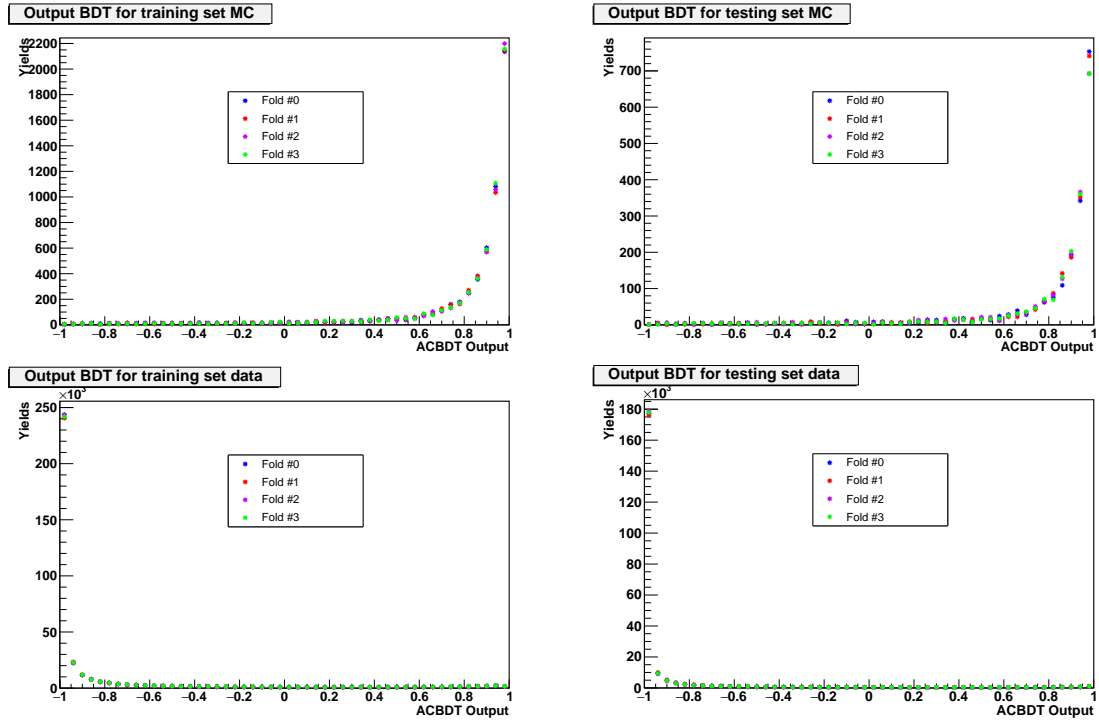 Output BDT for training set MC
Yields
2200
2000
1800
1600
1400
1200
1000
800
600
400
200
0
Fold #0
Fold #1
Fold #2
Fold #3
−1 −0.8 −0.6 −0.4 −0.2 0 0.2 0.4 0.6 0.8 1
ACBDT Output
Output BDT for testing set MC
Yields
700
600
500
400
300
200
100
0
Fold #0
Fold #1
Fold #2
Fold #3
−1 −0.8 −0.6 −0.4 −0.2 0 0.2 0.4 0.6 0.8 1
ACBDT Output
Output BDT for training set data
×10³
Yields
250
200
150
100
50
0
Fold #0
Fold #1
Fold #2
Fold #3
−1 −0.8 −0.6 −0.4 −0.2 0 0.2 0.4 0.6 0.8 1
ACBDT Output
Output BDT for testing set data
×10³
Yields
180
160
140
120
100
80
60
40
20
0
Fold #0
Fold #1
Fold #2
Fold #3
−1 −0.8 −0.6 −0.4 −0.2 0 0.2 0.4 0.6 0.8 1
ACBDT Output